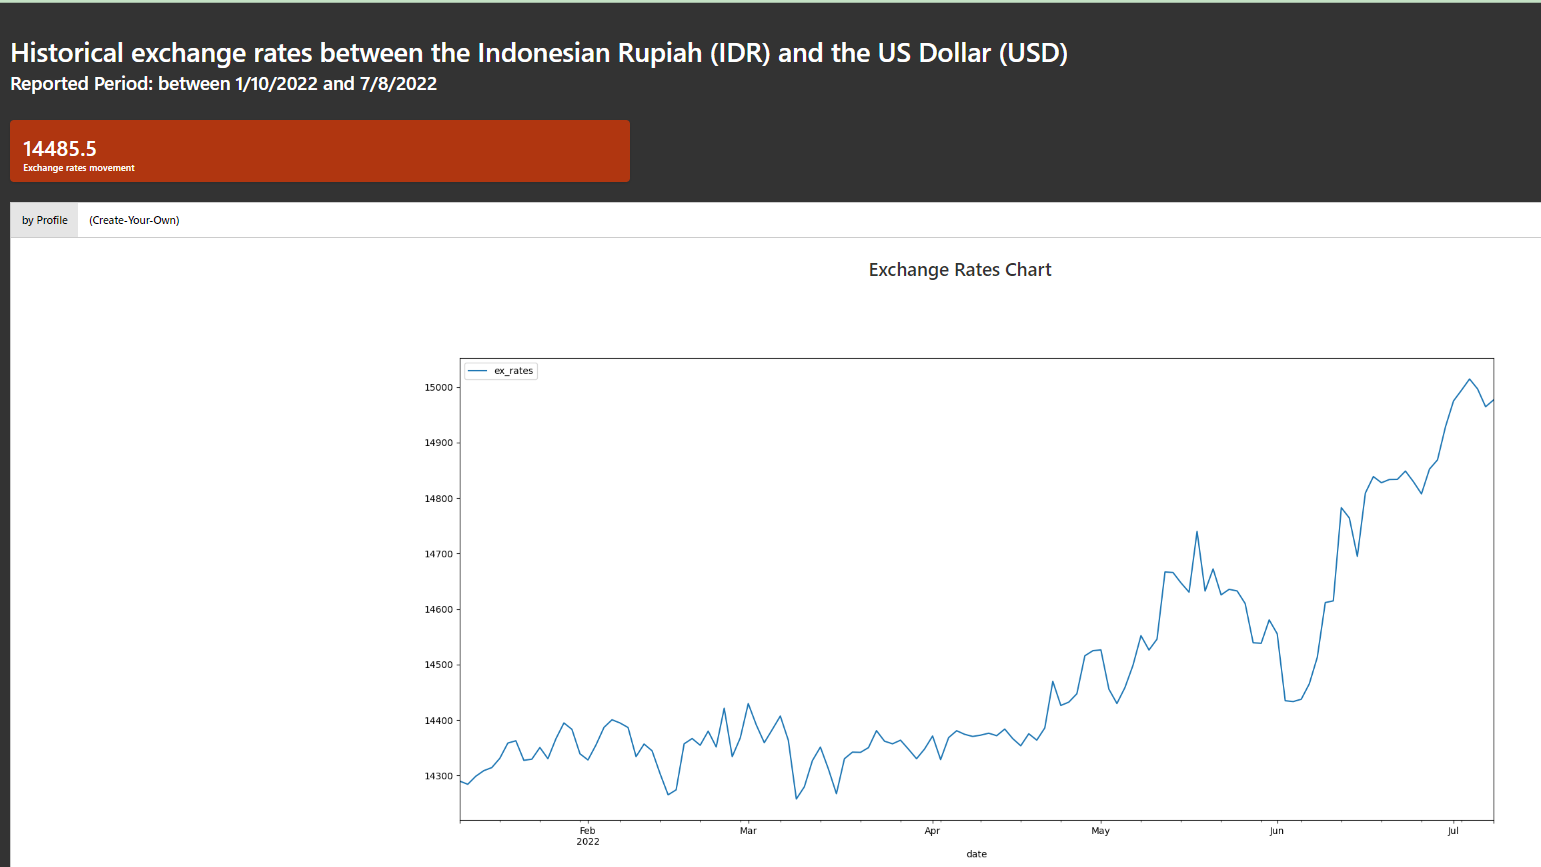 Historical exchange rates between the Indonesian Rupiah (IDR) and the US Dollar (USD)
Reported Period: between 1/10/2022 and 7/8/2022
14485.5
Exchange rates movement
by Profile (Create-Your-Own)
Exchange Rates Chart
ex_rates
15000
14900
14800
14700
14600
14500
14400
14300
Feb Mar Apr May Jun Jul
2022
date